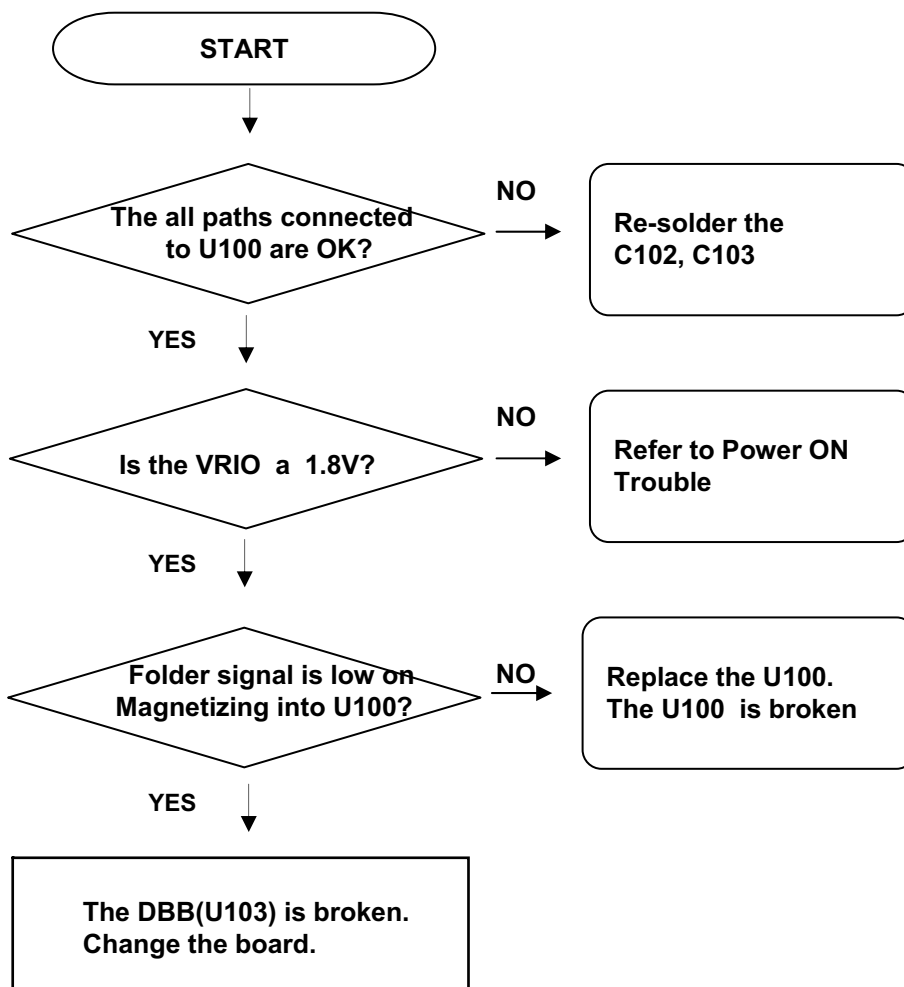 START
The all paths connected
to U100 are OK?
NO
Re-solder the
C102, C103
YES
Is the VRIO a 1.8V?
NO
Refer to Power ON
Trouble
YES
Folder signal is low on
Magnetizing into U100?
NO
Replace the U100.
The U100 is broken
YES
The DBB(U103) is broken.
Change the board.